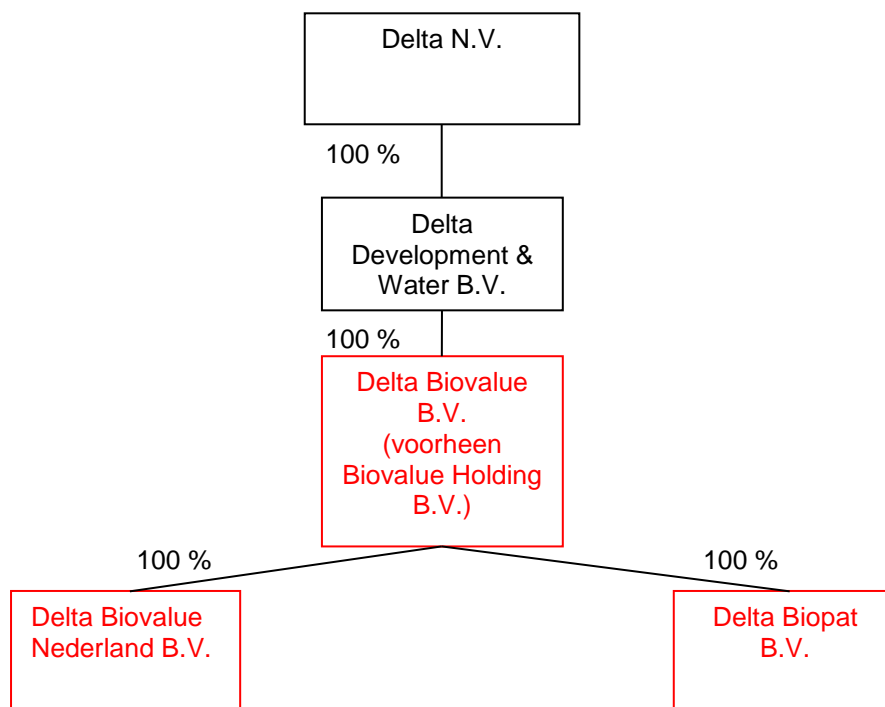 Delta N.V.
100 %
Delta
Development &
Water B.V.
100 %
Delta Biovalue
B.V.
(voorheen
Biovalue Holding
B.V.)
100 %
100 %
Delta Biovalue
Nederland B.V.
Delta Biopat
B.V.